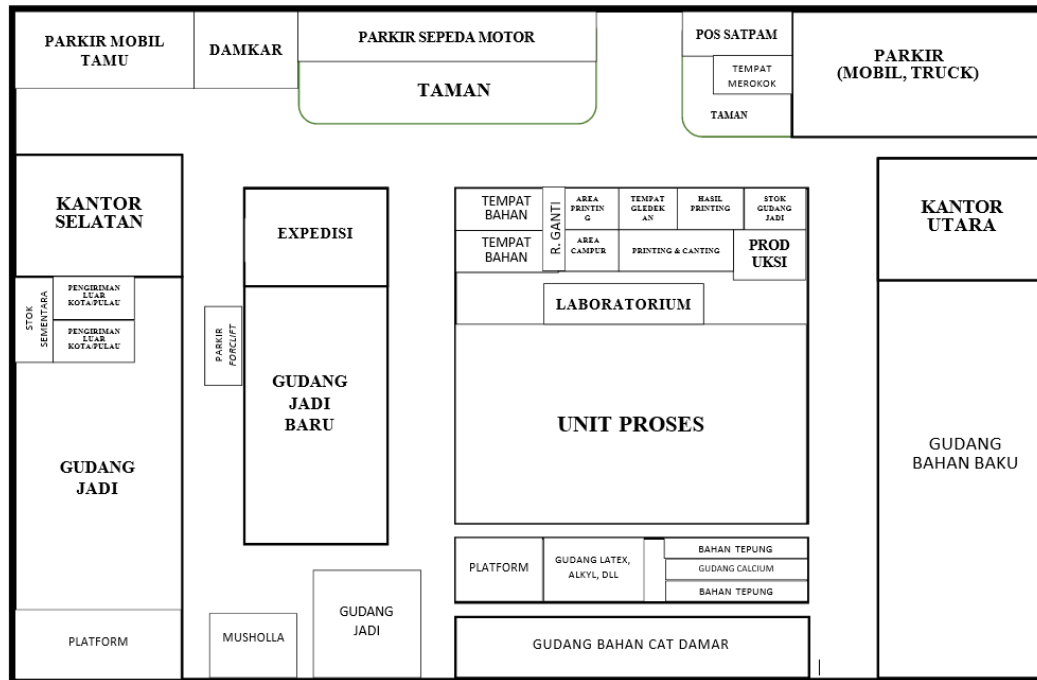 PARKIR MOBIL
TAMU
DAMKAR
PARKIR SEPEDA MOTOR
TAMAN
POS SATPAM
TEMPAT
MEROKOK
TAMAN
PARKIR
(MOBIL, TRUCK)
KANTOR
SELATAN
STOK
SEMENTARA
PENGIRIMAN
LUAR
KOTA/PULAU
PENGIRIMAN
LUAR
KOTA/PULAU
GUDANG
JADI
PLATFORM
EXPEDISI
PARKIR
FORCLIFT
GUDANG
JADI
BARU
MUSHOLLA
GUDANG
JADI
TEMPAT
BAHAN
TEMPAT
BAHAN
R. GANTI
AREA
PRINTIN
G
TEMPAT
GLEDEK
AN
HASIL
PRINTING
STOK
GUDANG
JADI
AREA
CAMPUR
PRINTING & CANTING
PROD
UKSI
LABORATORIUM
UNIT PROSES
PLATFORM
GUDANG LATEX,
ALKYL, DLL
BAHAN TEPUNG
GUDANG CALCIUM
BAHAN TEPUNG
GUDANG BAHAN CAT DAMAR
KANTOR
UTARA
GUDANG
BAHAN BAKU